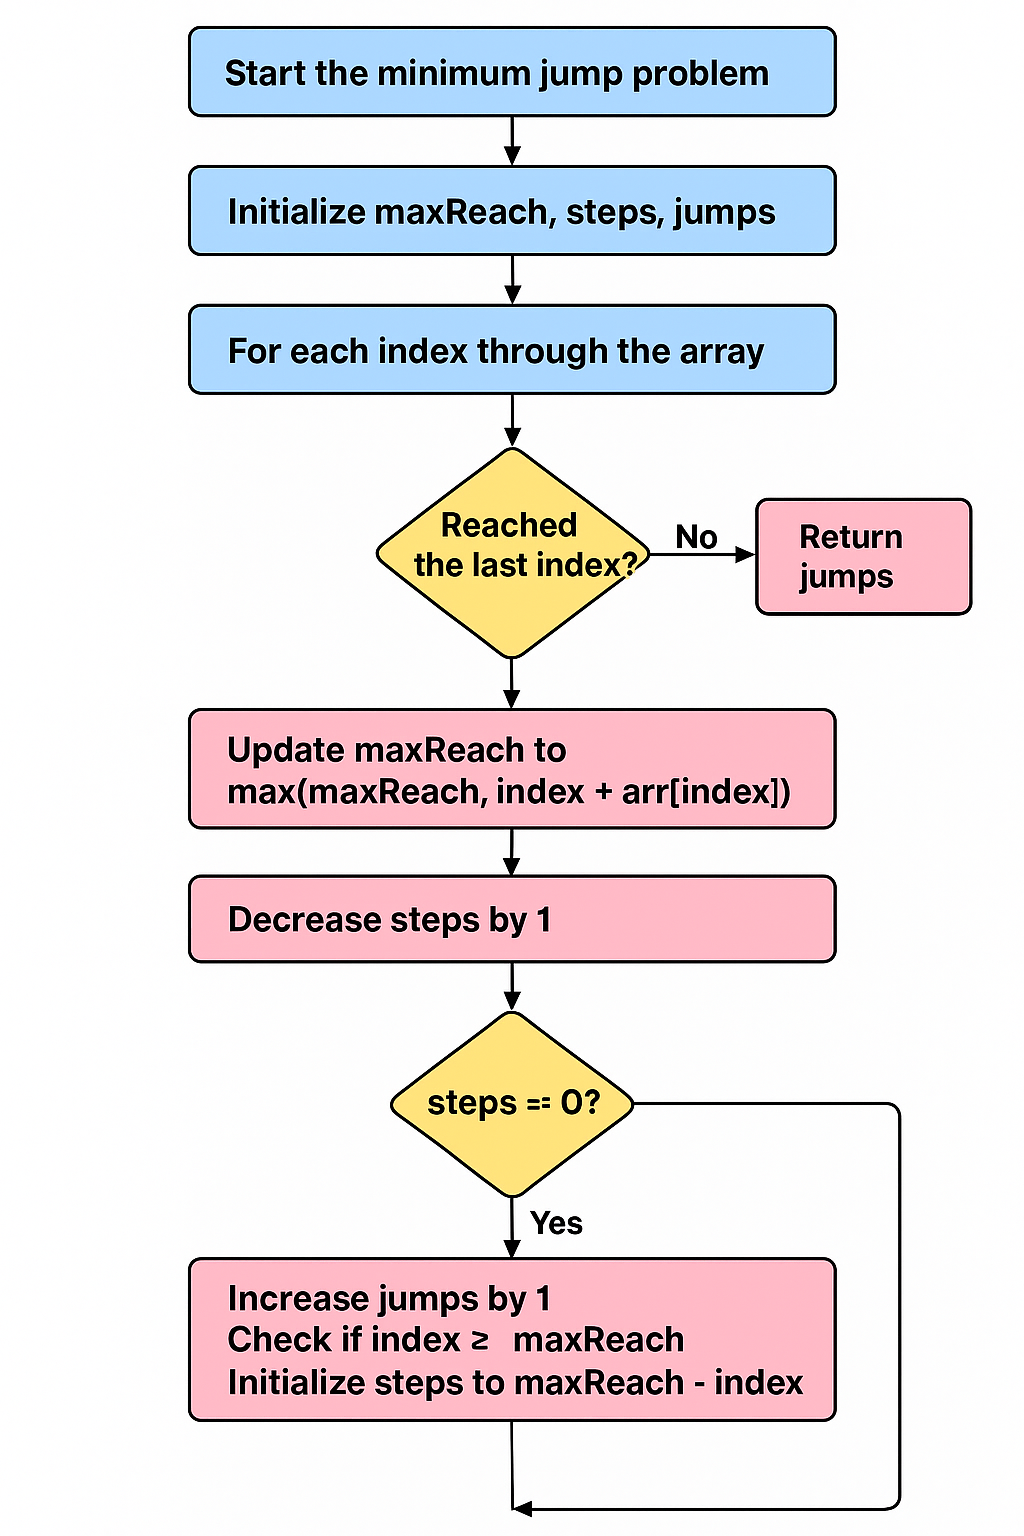 Start the minimum jump problem
Initialize maxReach, steps, jumps
For each index through the array
Reached
the last index?
No
Return
jumps
Update maxReach to
max(maxReach, index + arr[index])
Decrease steps by 1
steps == 0?
Yes
Increase jumps by 1
Check if index ≥ maxReach
Initialize steps to maxReach - index